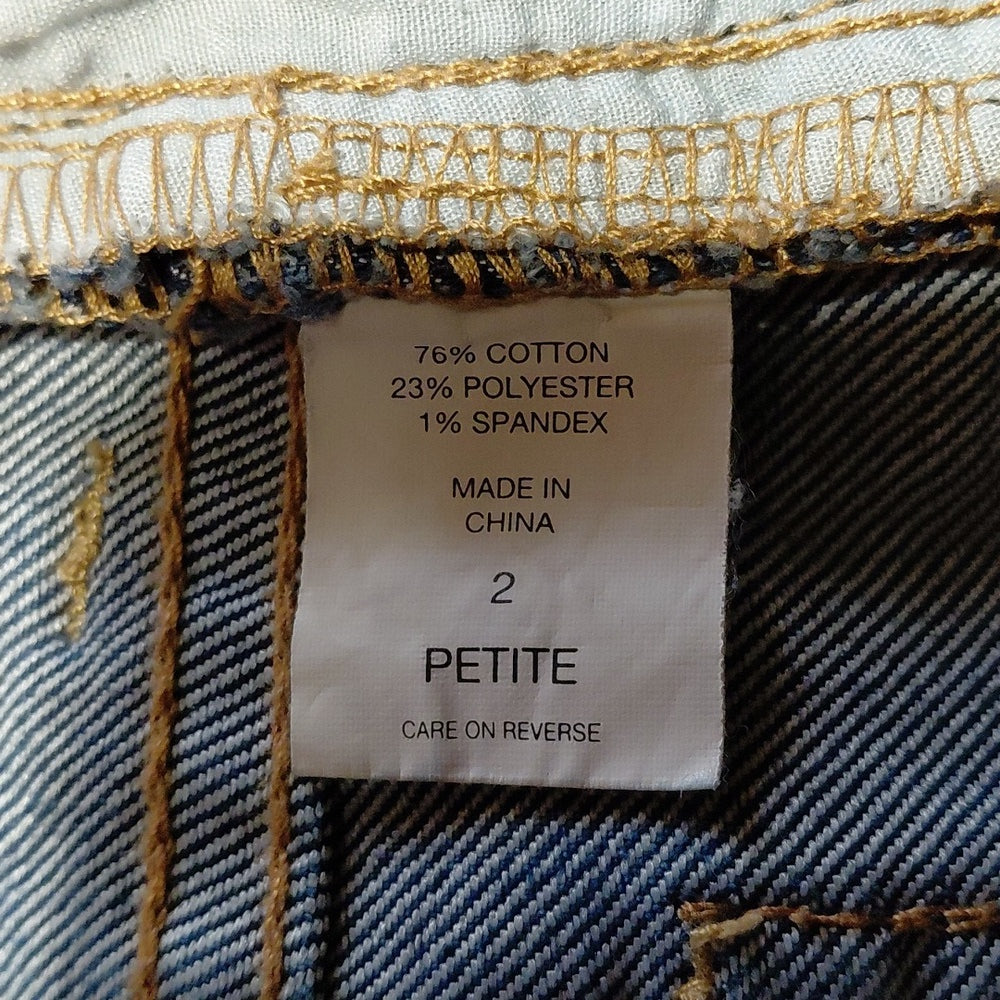 76% COTTON
23% POLYESTER
1% SPANDEX
MADE IN
CHINA
2
PETITE
CARE ON REVERSE